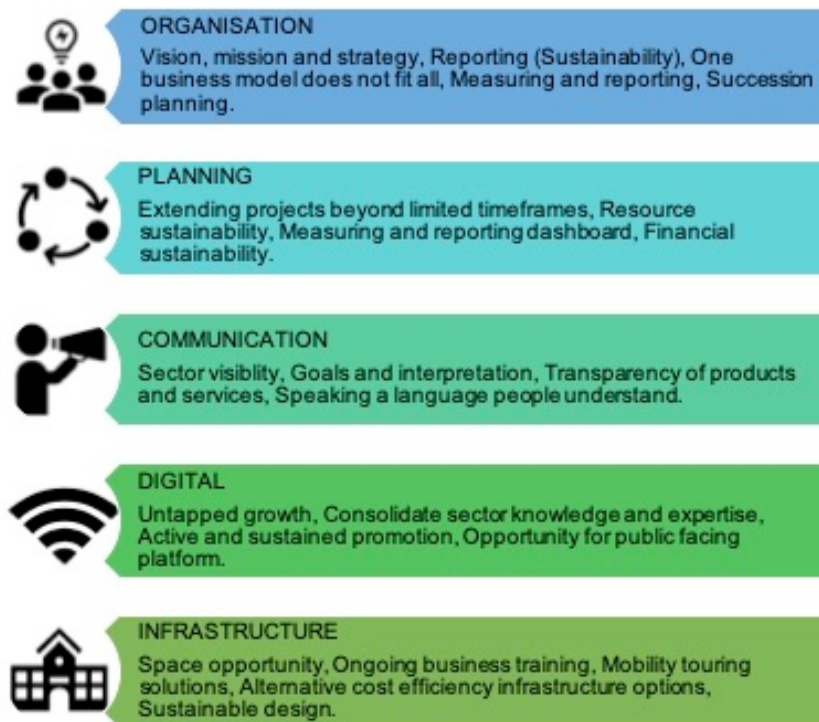 ORGANISATION
Vision, mission and strategy, Reporting (Sustainability), One
business model does not fit all, Measuring and reporting, Succession
planning.
PLANNING
Extending projects beyond limited timeframes, Resource
sustainability, Measuring and reporting dashboard, Financial
sustainability.
COMMUNICATION
Sector visiblity, Goals and interpretation, Transparency of products
and services, Speaking a language people understand.
DIGITAL
Untapped growth, Consolidate sector knowledge and expertise,
Active and sustained promotion, Opportunity for public facing
platform.
INFRASTRUCTURE
Space opportunity, Ongoing business training, Mobility touring
solutions, Alternative cost efficiency infrastructure options,
Sustainable design.